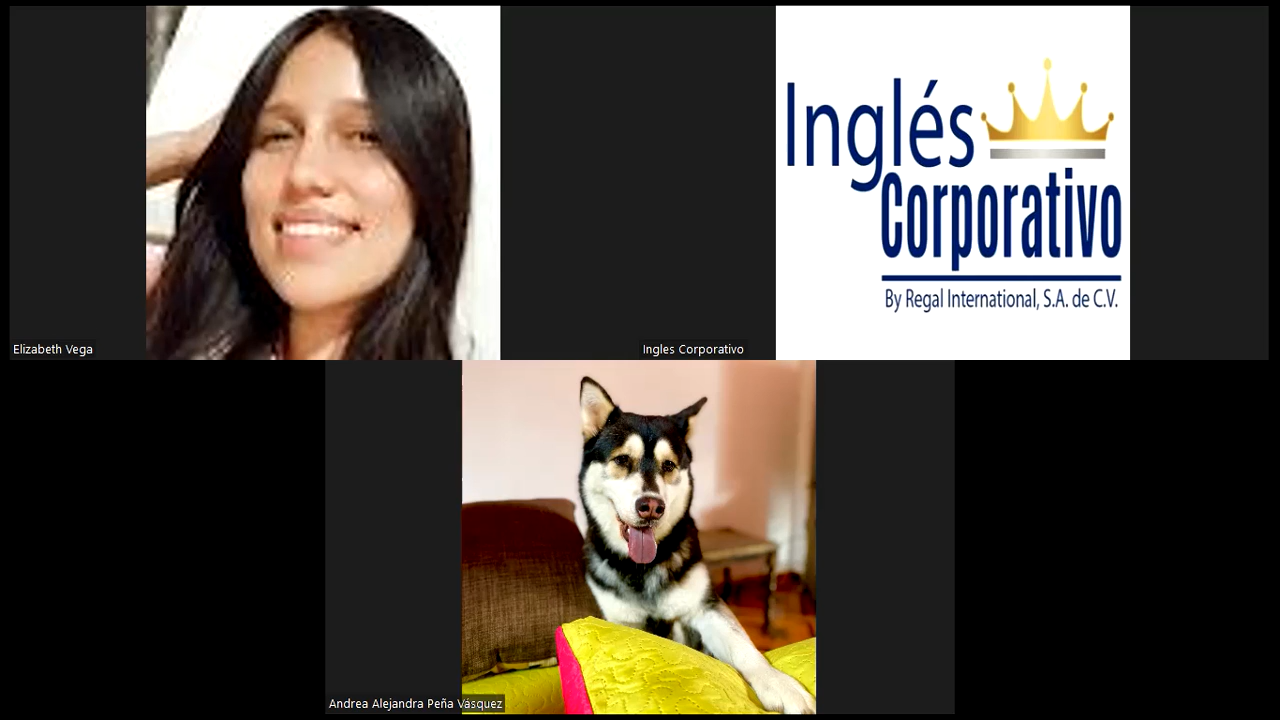 Inglés
Corporativo
By Regal International, S.A. de C.V.
Elizabeth Vega
Ingles Corporativo
Andrea Alejandra Peña Vásquez